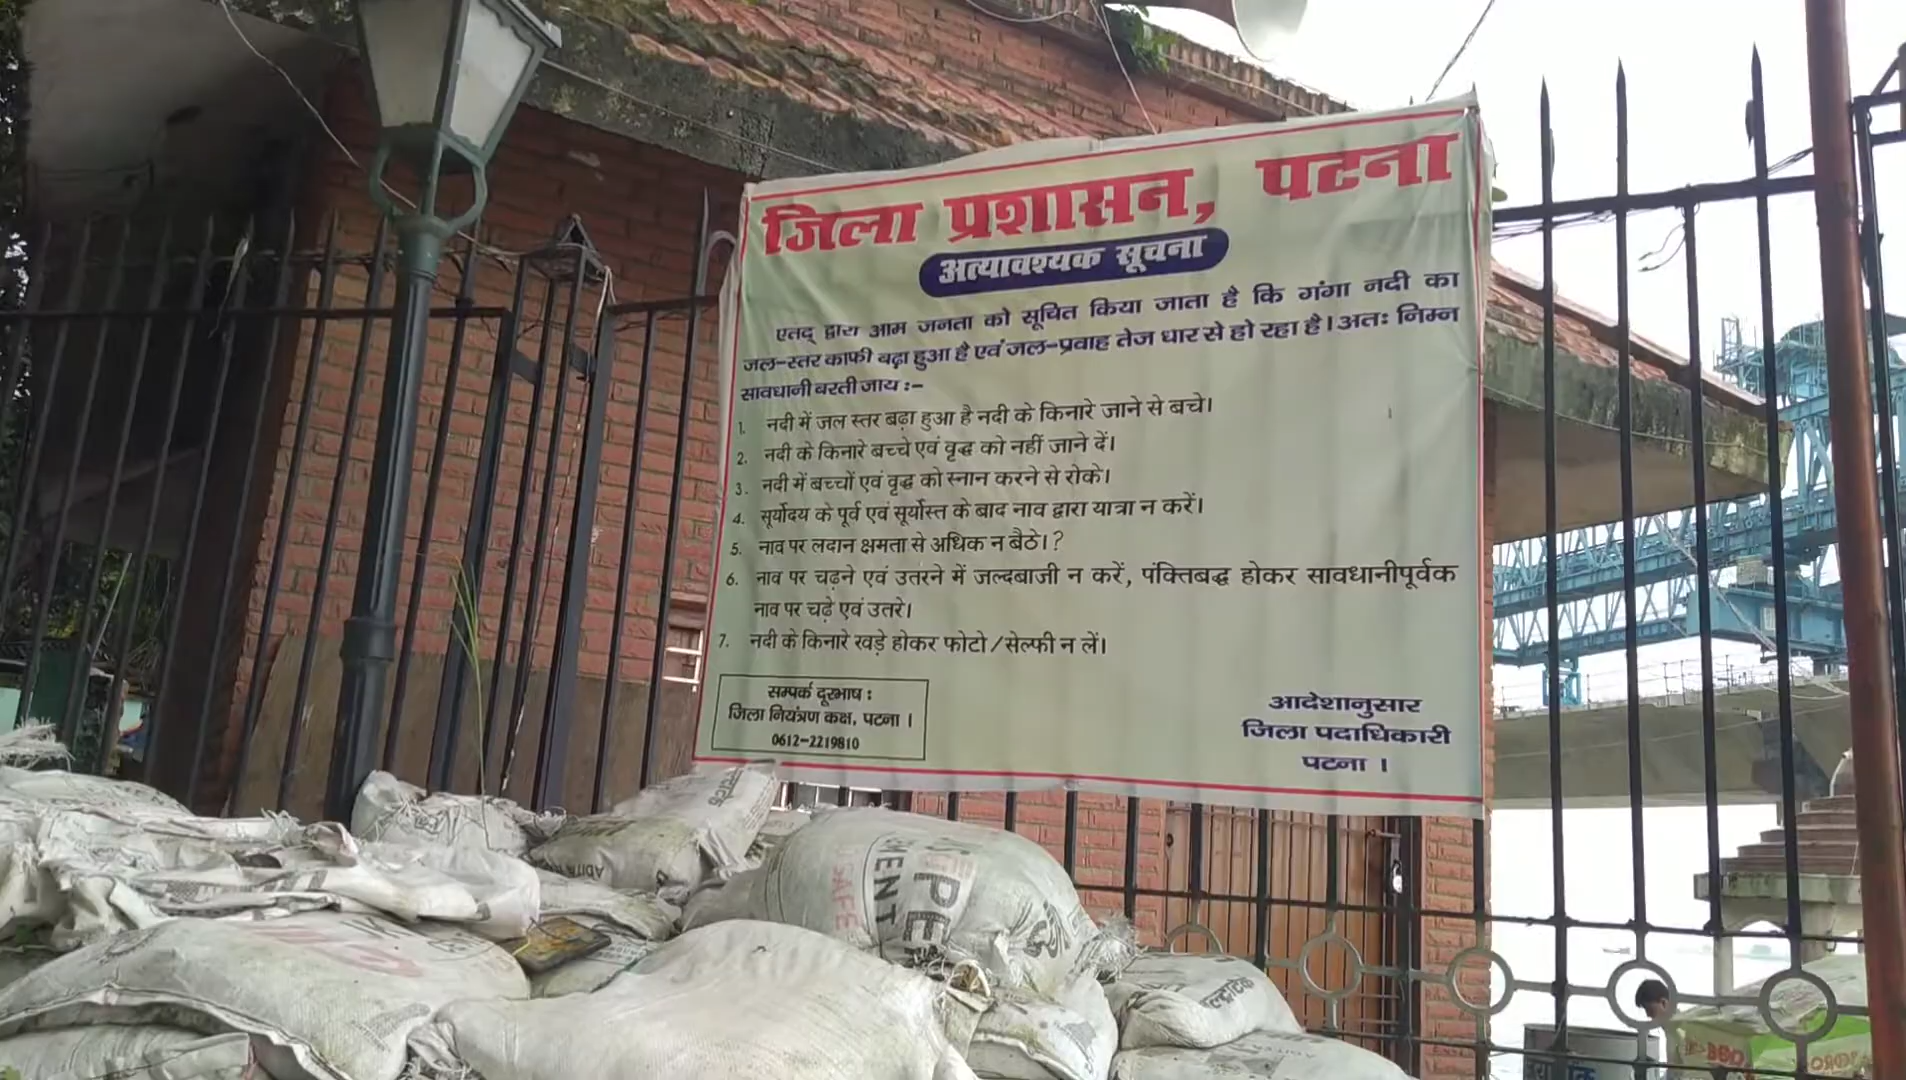 जिला प्रशासन, पटना
अत्यावश्यक सूचना
एतद् द्वारा आम जनता को सूचित किया जाता है कि गंगा नदी का
जल-स्तर काफी बढ़ा हुआ है एवं जल-प्रवाह तेज धार से हो रहा है। अतः निम्न
सावधानी बरती जाय :-
1. नदी में जल स्तर बढ़ा हुआ है नदी के किनारे जाने से बचे।
2. नदी के किनारे बच्चे एवं वृद्ध को नहीं जाने दें।
3. नदी में बच्चों एवं वृद्ध को स्नान करने से रोके।
4. सूर्योदय के पूर्व एवं सूर्योस्त के बाद नाव द्वारा यात्रा न करें।
5. नाव पर लदान क्षमता से अधिक न बैठे।?
6. नाव पर चढ़ने एवं उतरने में जल्दबाजी न करें, पंक्तिबद्ध होकर सावधानीपूर्वक
नाव पर चढ़े एवं उतरे।
7. नदी के किनारे खड़े होकर फोटो/सेल्फी न लें।
सम्पर्क दूरभाष :
जिला नियंत्रण कक्ष, पटना ।
0612-2219810
आदेशानुसार
जिला पदाधिकारी
पटना ।
SAFE